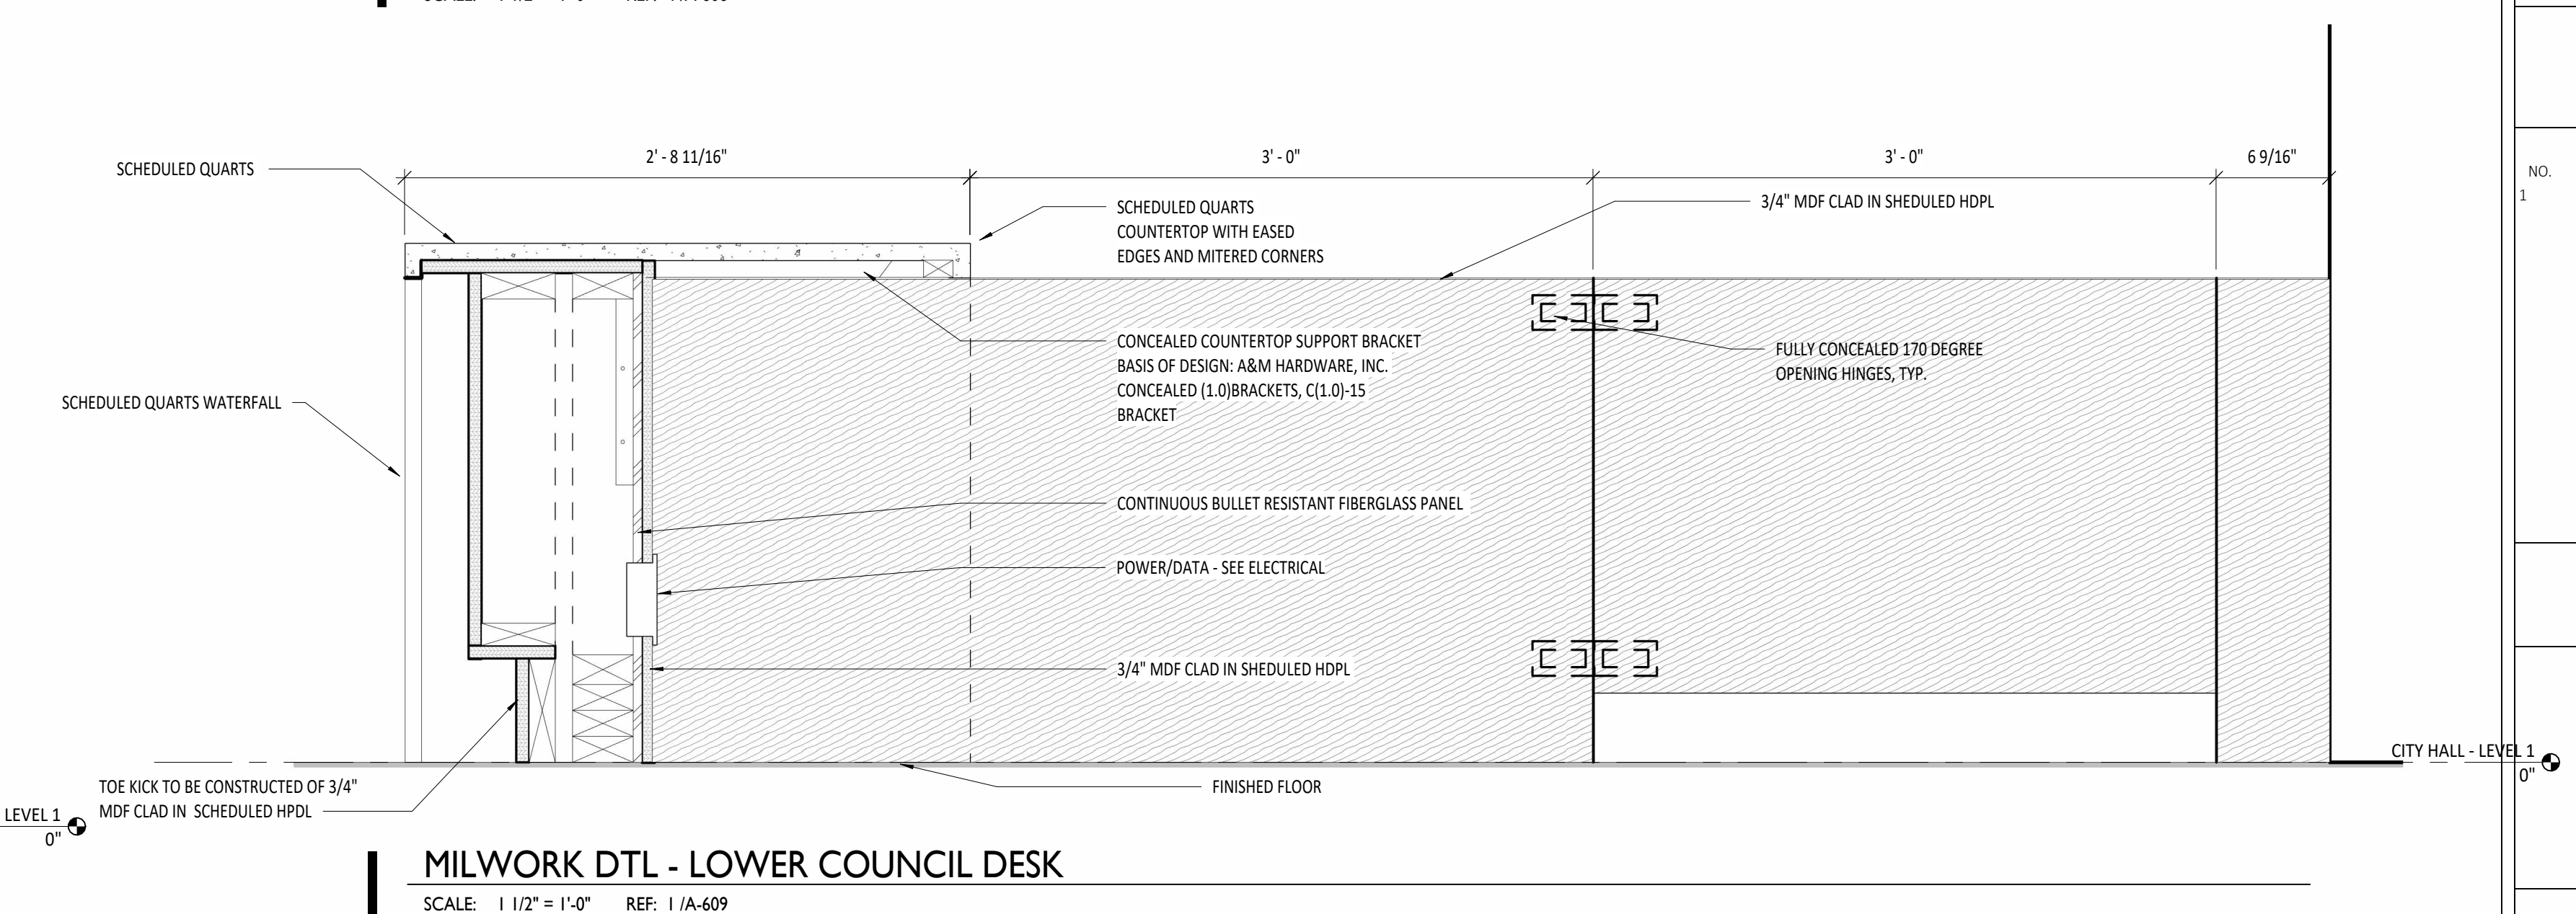 2' - 8 11/16"
3' - 0"
3' - 0"
6 9/16"
SCHEDULED QUARTS
NO.
1
3/4" MDF CLAD IN SHEDULED HDPL
SCHEDULED QUARTS
COUNTERTOP WITH EASED
EDGES AND MITERED CORNERS
CONCEALED COUNTERTOP SUPPORT BRACKET
BASIS OF DESIGN: A&M HARDWARE, INC.
CONCEALED (1.0)BRACKETS, C(1.0)-15
BRACKET
FULLY CONCEALED 170 DEGREE
OPENING HINGES, TYP.
SCHEDULED QUARTS WATERFALL
CONTINUOUS BULLET RESISTANT FIBERGLASS PANEL
POWER/DATA - SEE ELECTRICAL
3/4" MDF CLAD IN SHEDULED HDPL
CITY HALL - LEVEL 1
0"
TOE KICK TO BE CONSTRUCTED OF 3/4"
MDF CLAD IN SCHEDULED HPDL
FINISHED FLOOR
LEVEL 1
0"
MILWORK DTL - LOWER COUNCIL DESK
SCALE: 1 1/2" = 1'-0" REF: 1 /A-609